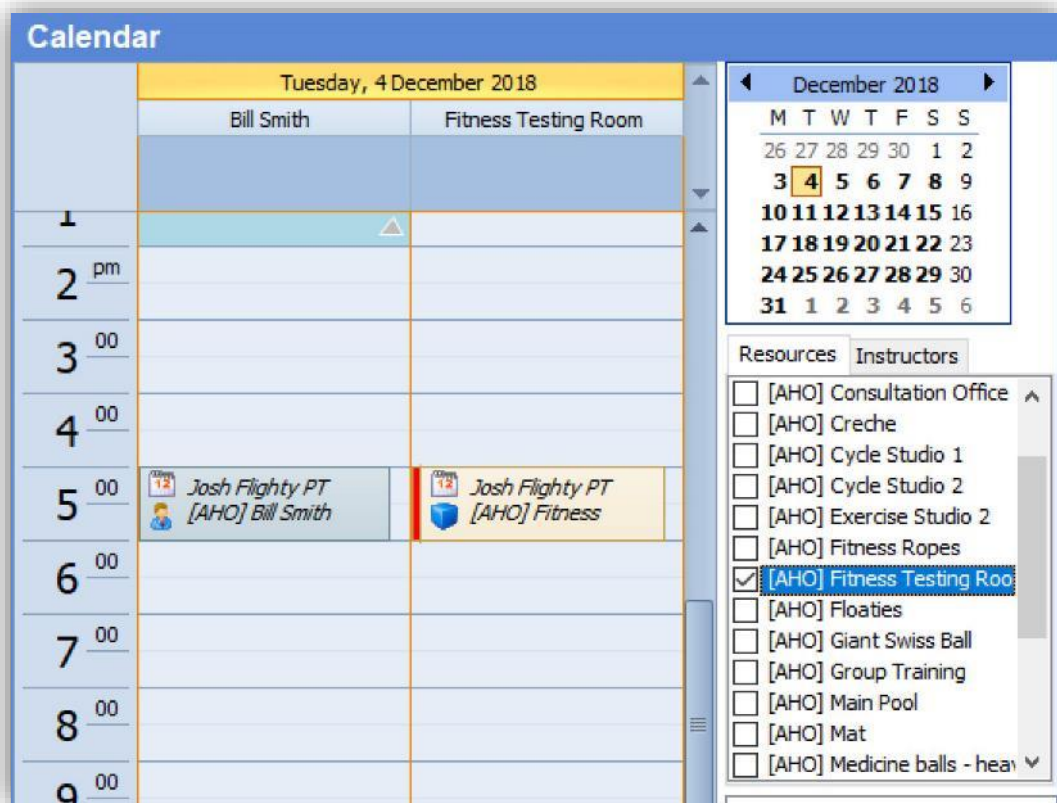 Calendar
Tuesday, 4 December 2018
Bill Smith Fitness Testing Room
1
2 pm
3 00
4 00
5 00
6 00
7 00
8 00
9 00
12 Josh Flighty PT
[AHO] Bill Smith
12 Josh Flighty PT
[AHO] Fitness
December 2018
M T W T F S S
26 27 28 29 30 1 2
3 4 5 6 7 8 9
10 11 12 13 14 15 16
17 18 19 20 21 22 23
24 25 26 27 28 29 30
31 1 2 3 4 5 6
Resources Instructors
[AHO] Consultation Office
[AHO] Creche
[AHO] Cycle Studio 1
[AHO] Cycle Studio 2
[AHO] Exercise Studio 2
[AHO] Fitness Ropes
[AHO] Fitness Testing Roo
[AHO] Floaties
[AHO] Giant Swiss Ball
[AHO] Group Training
[AHO] Main Pool
[AHO] Mat
[AHO] Medicine balls - heav